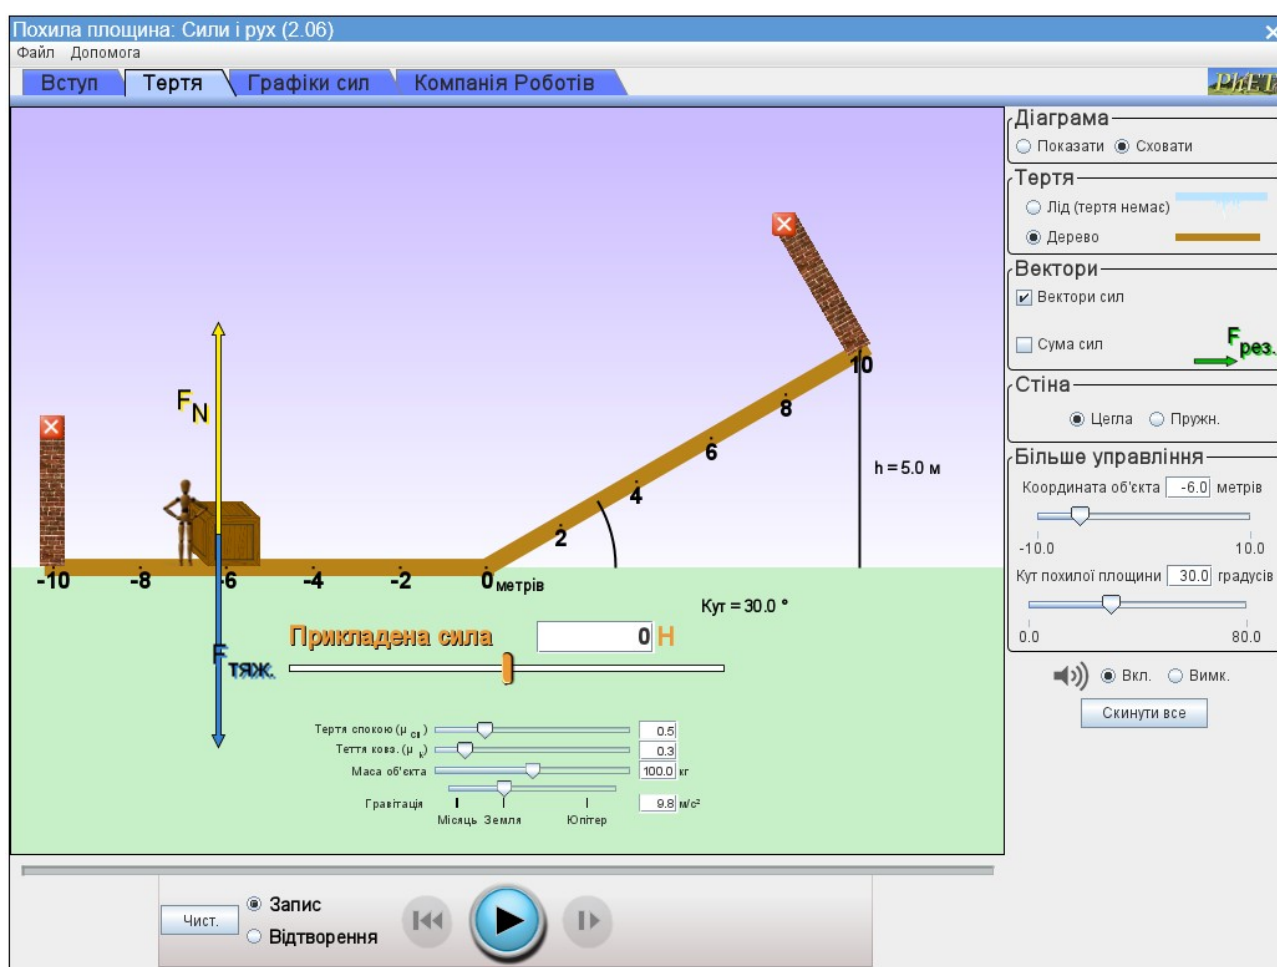 Похила площина: Сили і рух (2.06)
Файл Допомога
Вступ Тертя Графіки сил Компанія Роботів
PhET
Діаграма
Показати Сховати
Тертя
Лід (тертя немає)
Дерево
Вектори
Вектори сил
Сума сил
F рез.
Стіна
Цегла Пружн.
Більше управління
Координата об'єкта -6.0 метрів
-10.0 10.0
Кут похилої площини 30.0 градусів
0.0 80.0
Вкл. Вимк.
Скинути все
F N
F тяж.
10
8
6
4
2
h = 5.0 м
-10 -8 -6 -4 -2 0 метрів
Кут = 30.0 °
Прикладена сила 0 Н
Тертя спокою (μ сп) 0.5
Теття ковз. (μ k) 0.3
Маса об'єкта 100.0 кг
Гравітація 9.8 м/с²
Місяць Земля Юпітер
Чист.
Запис
Відтворення